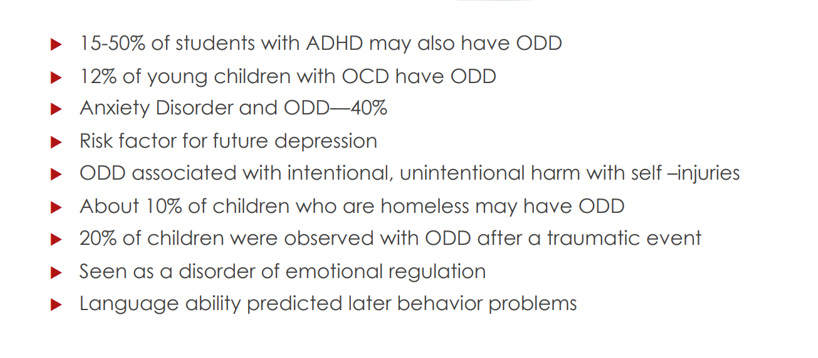 15-50% of students with ADHD may also have ODD
12% of young children with OCD have ODD
Anxiety Disorder and ODD—40%
Risk factor for future depression
ODD associated with intentional, unintentional harm with self –injuries
About 10% of children who are homeless may have ODD
20% of children were observed with ODD after a traumatic event
Seen as a disorder of emotional regulation
Language ability predicted later behavior problems